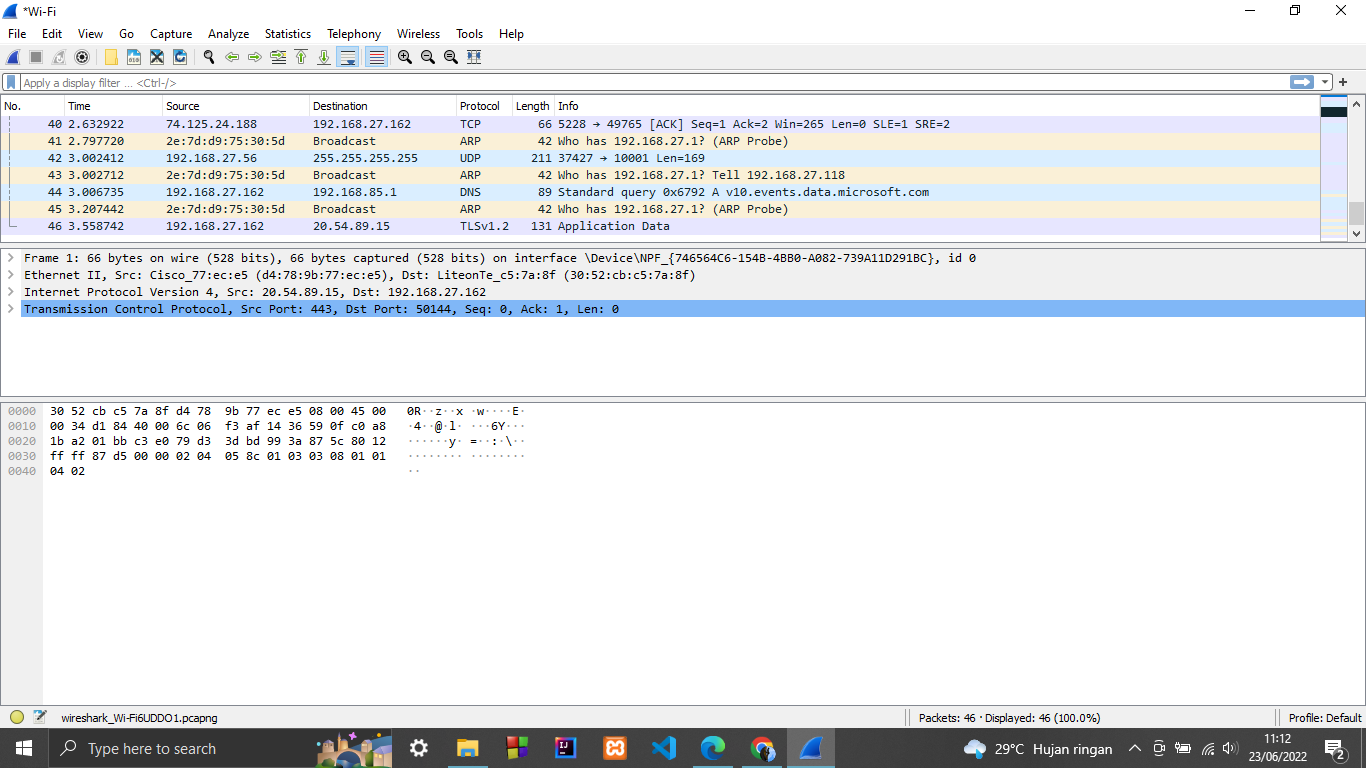 *Wi-Fi
File Edit View Go Capture Analyze Statistics Telephony Wireless Tools Help
Apply a display filter ... <Ctrl-/>
No. Time Source Destination Protocol Length Info
40 2.632922 74.125.24.188 192.168.27.162 TCP 66 5228 → 49765 [ACK] Seq=1 Ack=2 Win=265 Len=0 SLE=1 SRE=2
41 2.797720 2e:7d:d9:75:30:5d Broadcast ARP 42 Who has 192.168.27.1? (ARP Probe)
42 3.002412 192.168.27.56 255.255.255.255 UDP 211 37427 → 10001 Len=169
43 3.002712 2e:7d:d9:75:30:5d Broadcast ARP 42 Who has 192.168.27.1? Tell 192.168.27.118
44 3.006735 192.168.27.162 192.168.85.1 DNS 89 Standard query 0x6792 A v10.events.data.microsoft.com
45 3.207442 2e:7d:d9:75:30:5d Broadcast ARP 42 Who has 192.168.27.1? (ARP Probe)
46 3.558742 192.168.27.162 20.54.89.15 TLSv1.2 131 Application Data
Frame 1: 66 bytes on wire (528 bits), 66 bytes captured (528 bits) on interface \Device\NPF_{746564C6-154B-4BB0-A082-739A11D291BC}, id 0
Ethernet II, Src: Cisco_77:ec:e5 (d4:78:9b:77:ec:e5), Dst: LiteonTe_c5:7a:8f (30:52:cb:c5:7a:8f)
Internet Protocol Version 4, Src: 20.54.89.15, Dst: 192.168.27.162
Transmission Control Protocol, Src Port: 443, Dst Port: 50144, Seq: 0, Ack: 1, Len: 0
0000 30 52 cb c5 7a 8f d4 78 9b 77 ec e5 08 00 45 00 0R··z··x ·w····E·
0010 00 34 d1 84 40 00 6c 06 f3 af 14 36 59 0f c0 a8 ·4··@·l· ···6Y···
0020 1b a2 01 bb c3 e0 79 d3 3d bd 99 3a 87 5c 80 12 ······y· =··:·\··
0030 ff ff 87 d5 00 00 02 04 05 8c 01 03 03 08 01 01 ········ ········
0040 04 02 ··
wireshark_Wi-Fi6UDDO1.pcapng Packets: 46 · Displayed: 46 (100.0%) Profile: Default
Type here to search 29°C Hujan ringan 11:12
23/06/2022 2